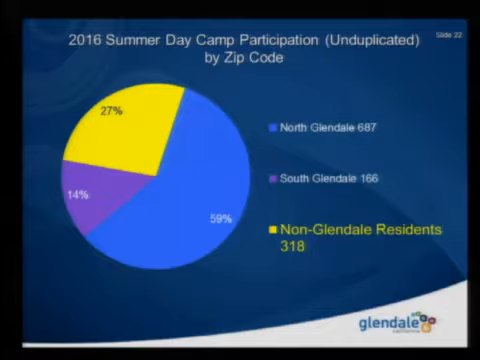 Slide 22
2016 Summer Day Camp Participation (Unduplicated)
by Zip Code
27%
14%
59%
North Glendale 687
South Glendale 166
Non-Glendale Residents
318
glendale